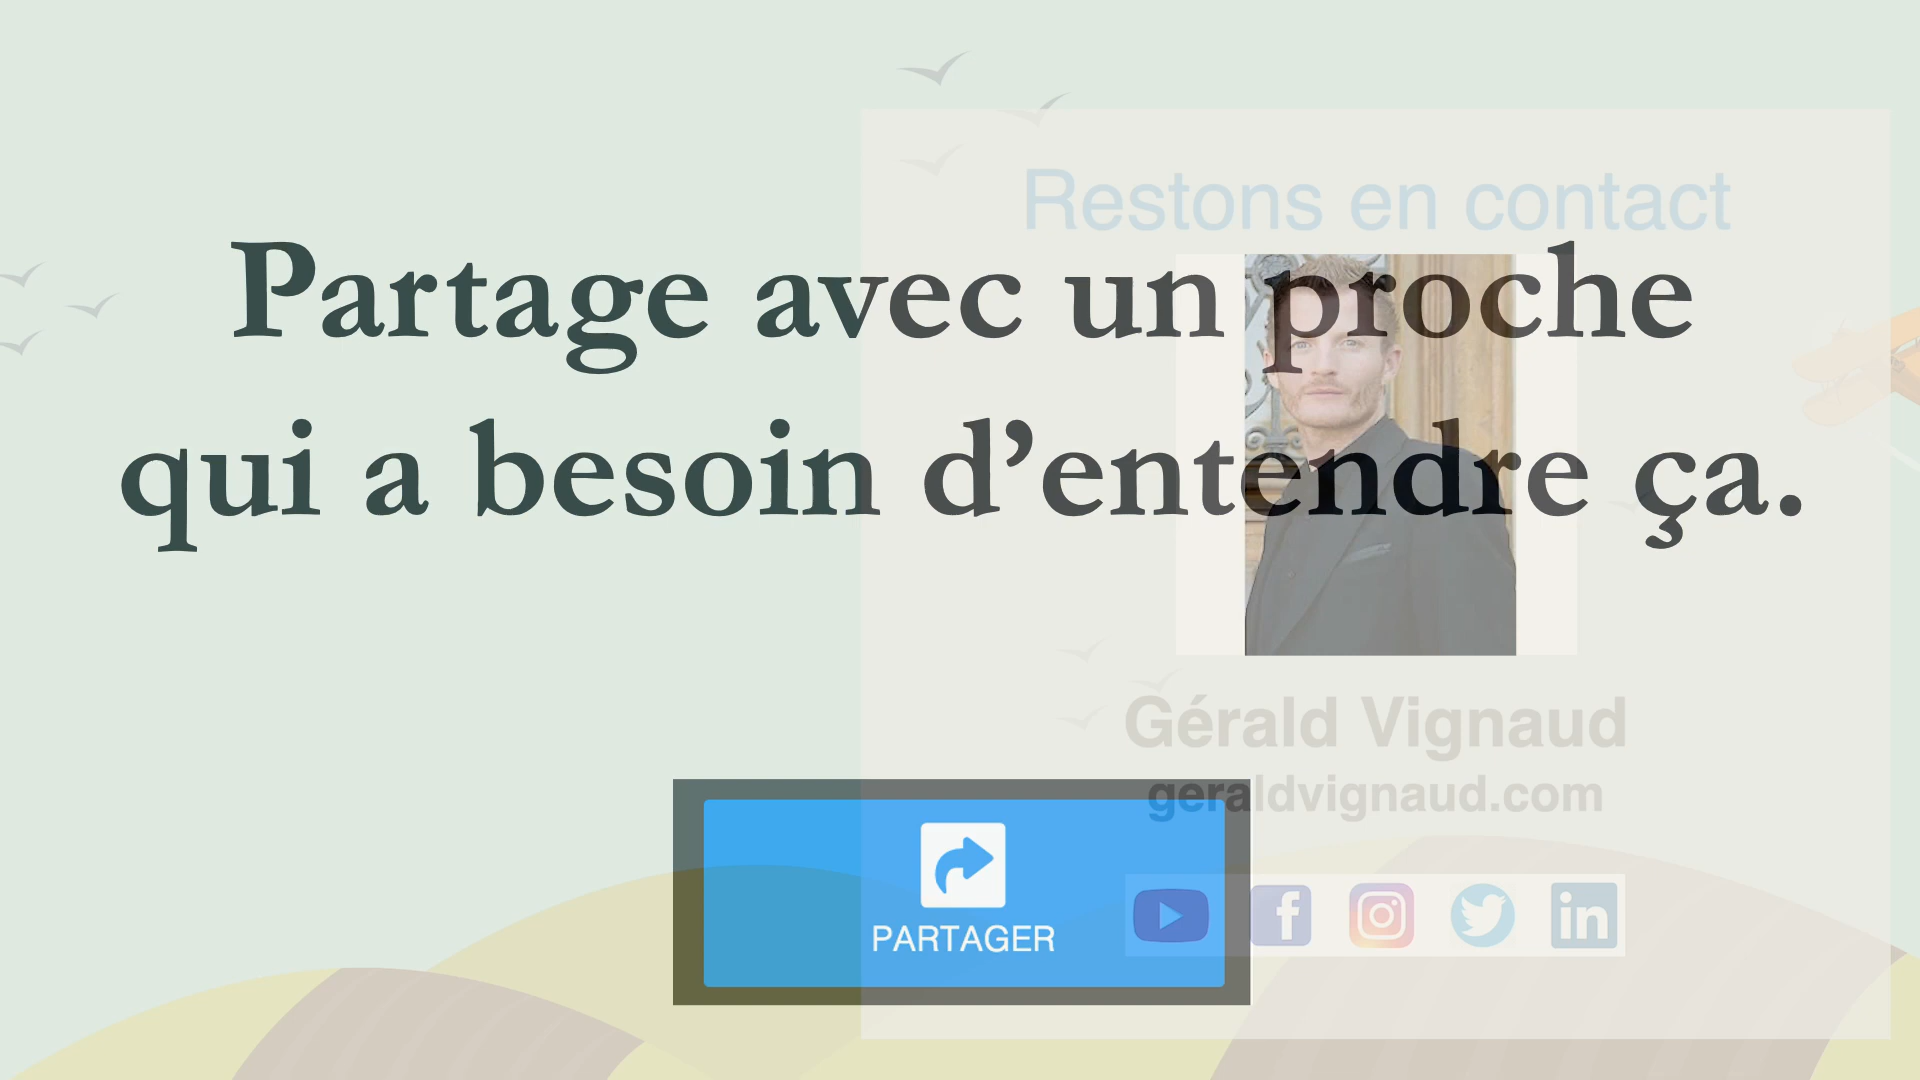 Restons en contact
Partage avec un proche
qui a besoin d’entendre ça.
Gérald Vignaud
geraldvignaud.com
PARTAGER